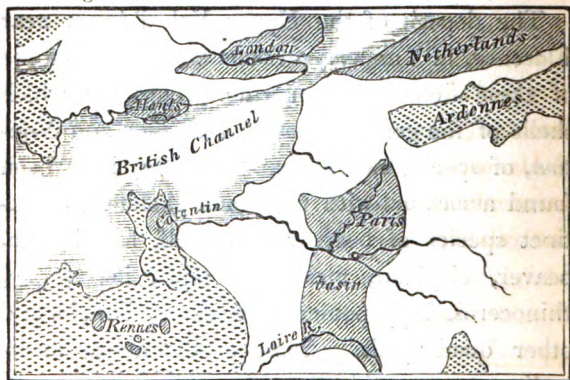 London
Netherlands
Hants
Ardennes
British Channel
Cotentin
Paris
Basin
Rennes
Loire R.